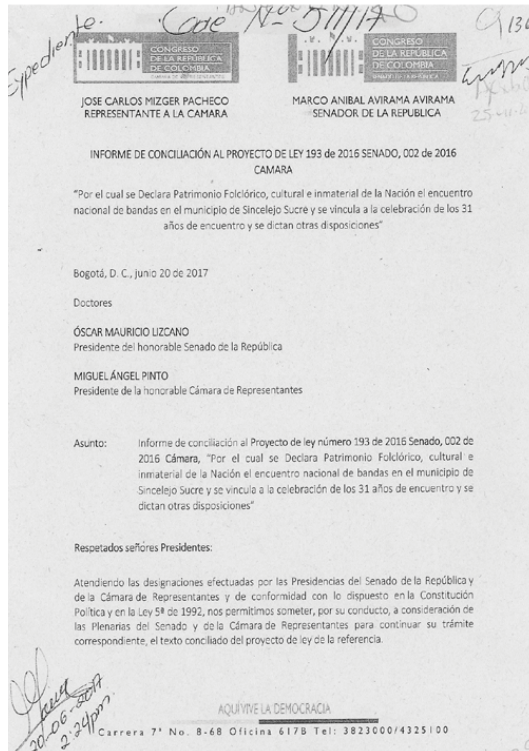 Expediente.
CONGRESO
DE LA REPÚBLICA
DE COLOMBIA
CÁMARA DE REPRESENTANTES
CONGRESO
DE LA REPÚBLICA
DE COLOMBIA
JOSE CARLOS MIZGER PACHECO
REPRESENTANTE A LA CAMARA
MARCO ANIBAL AVIRAMA AVIRAMA
SENADOR DE LA REPUBLICA
INFORME DE CONCILIACIÓN AL PROYECTO DE LEY 193 de 2016 SENADO, 002 de 2016
CAMARA
"Por el cual se Declara Patrimonio Folclórico, cultural e inmaterial de la Nación el encuentro
nacional de bandas en el municipio de Sincelejo Sucre y se vincula a la celebración de los 31
años de encuentro y se dictan otras disposiciones"
Bogotá, D. C., junio 20 de 2017
Doctores
ÓSCAR MAURICIO LIZCANO
Presidente del honorable Senado de la República
MIGUEL ÁNGEL PINTO
Presidente de la honorable Cámara de Representantes
Asunto: Informe de conciliación al Proyecto de ley número 193 de 2016 Senado, 002 de
2016 Cámara, "Por el cual se Declara Patrimonio Folclórico, cultural e
inmaterial de la Nación el encuentro nacional de bandas en el municipio de
Sincelejo Sucre y se vincula a la celebración de los 31 años de encuentro y se
dictan otras disposiciones"
Respetados señores Presidentes:
Atendiendo las designaciones efectuadas por las Presidencias del Senado de la República y
de la Cámara de Representantes y de conformidad con lo dispuesto en la Constitución
Política y en la Ley 5ª de 1992, nos permitimos someter, por su conducto, a consideración de
las Plenarias del Senado y de la Cámara de Representantes para continuar su trámite
correspondiente, el texto conciliado del proyecto de ley de la referencia.
20-06-2017
2:24pm.
AQUÍ VIVE LA DEMOCRACIA
Carrera 7ª No. 8-68 Oficina 617B Tel: 3823000/4325100